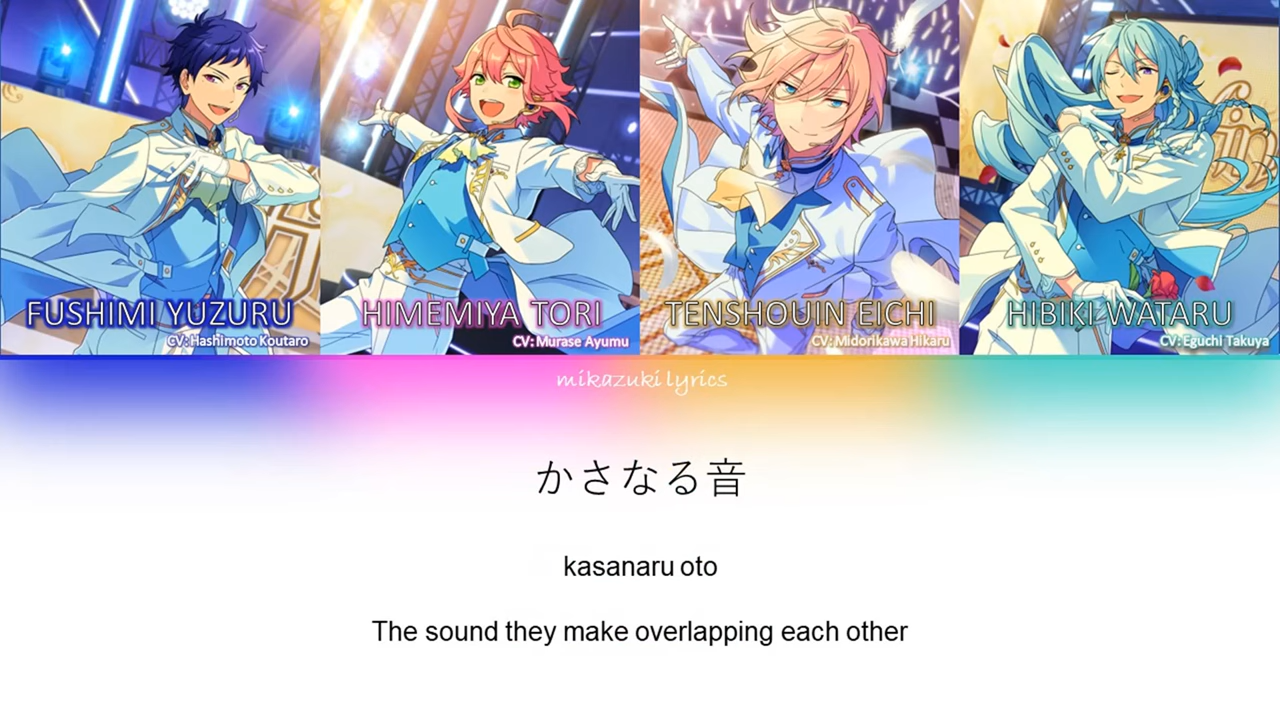 FUSHIMI YUZURU
CV: Hashimoto Koutaro
HIMEMIYA TORI
CV: Murase Ayumu
TENSHOUIN EICHI
CV: Midorikawa Hikaru
HIBIKI WATARU
CV: Eguchi Takuya
mikazuki lyrics
かさなる音
kasanaru oto
The sound they make overlapping each other